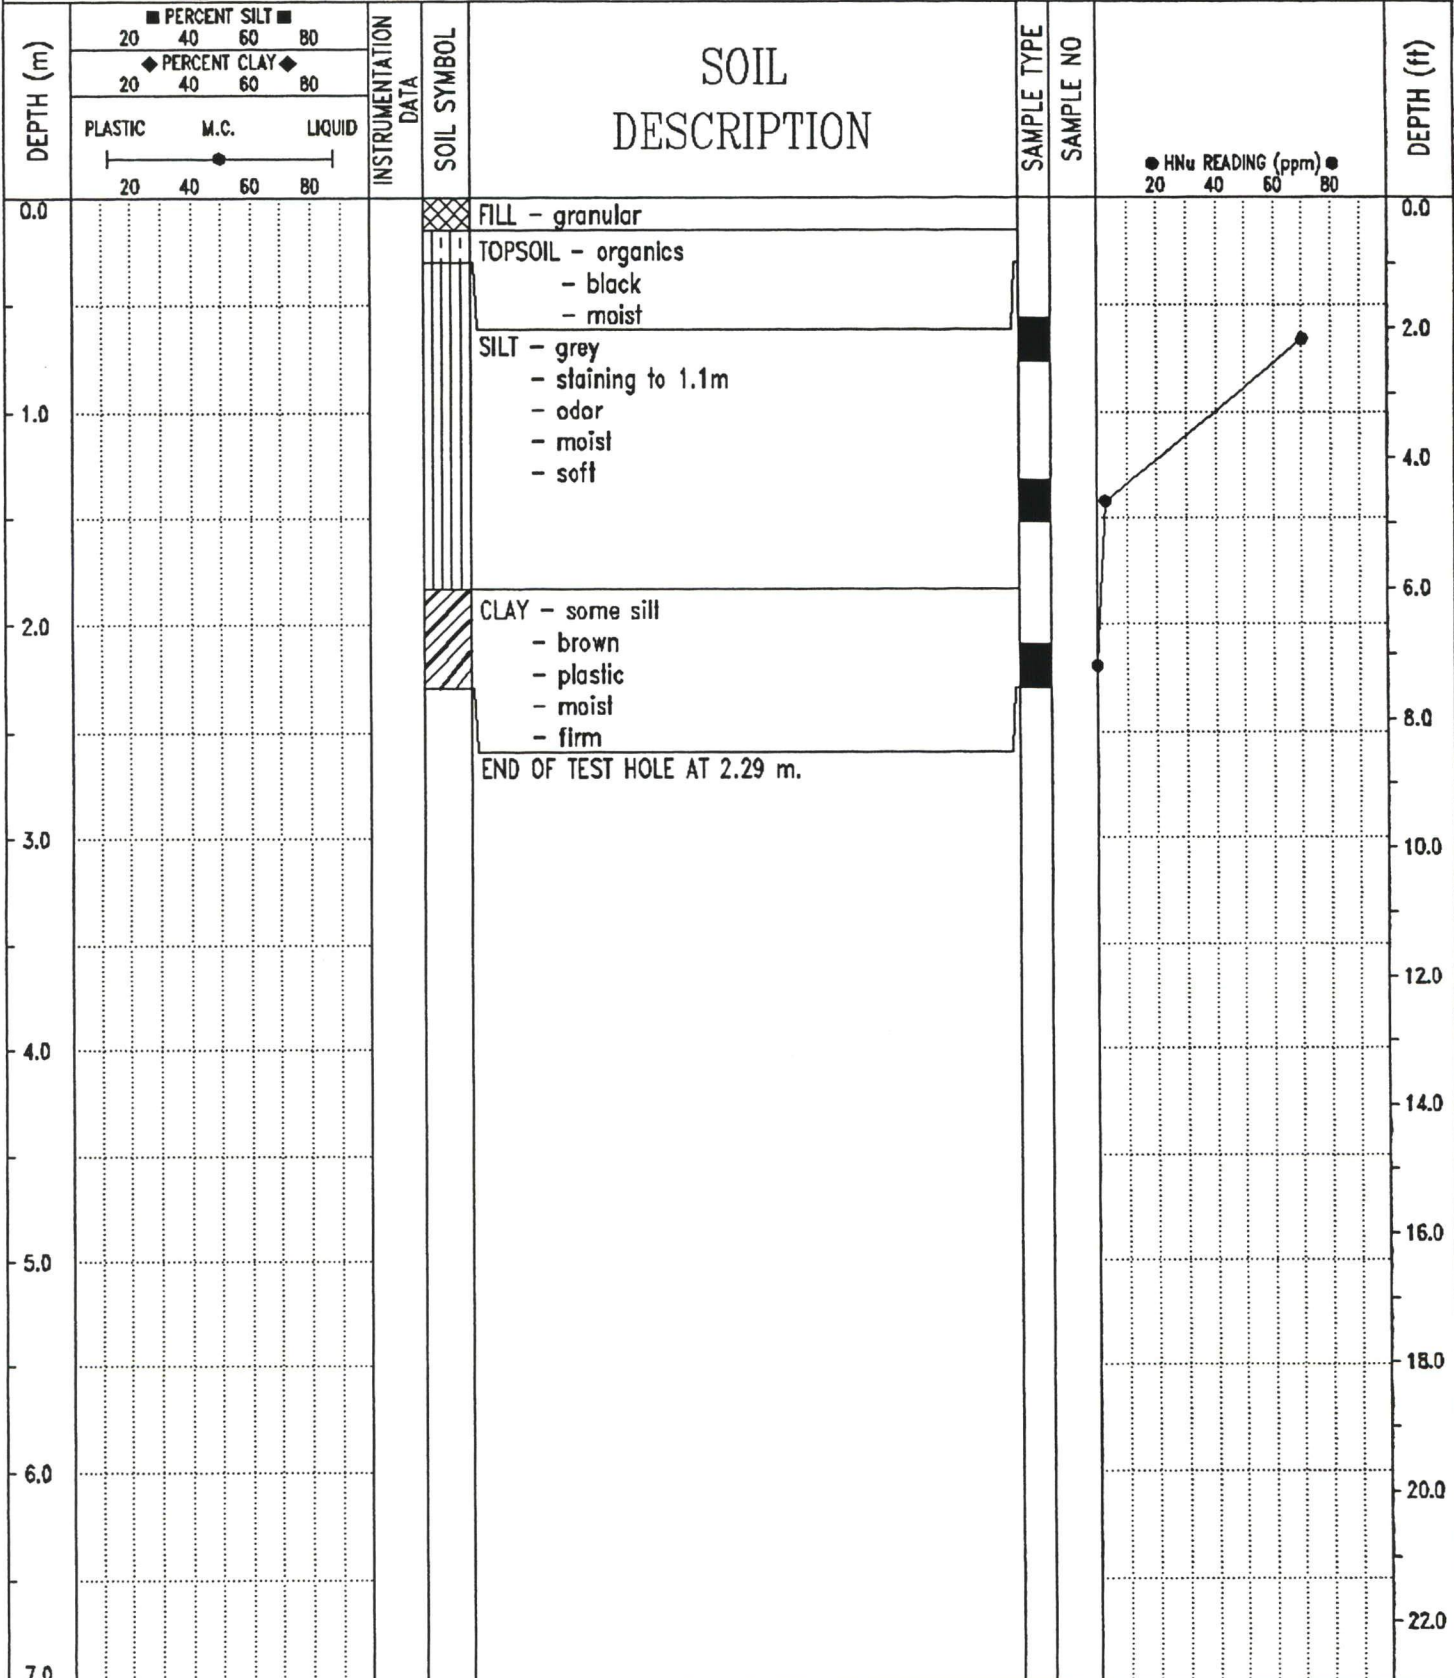 DEPTH (m)
■ PERCENT SILT ■
20 40 60 80
◆ PERCENT CLAY ◆
20 40 60 80
PLASTIC M.C. LIQUID
20 40 60 80
INSTRUMENTATION
DATA
SOIL SYMBOL
SOIL
DESCRIPTION
SAMPLE TYPE
SAMPLE NO
● HNu READING (ppm) ●
20 40 60 80
DEPTH (ft)
0.0
1.0
2.0
3.0
4.0
5.0
6.0
7.0
FILL - granular
TOPSOIL - organics
- black
- moist
SILT - grey
- staining to 1.1m
- odor
- moist
- soft
CLAY - some silt
- brown
- plastic
- moist
- firm
END OF TEST HOLE AT 2.29 m.
0.0
2.0
4.0
6.0
8.0
10.0
12.0
14.0
16.0
18.0
20.0
22.0